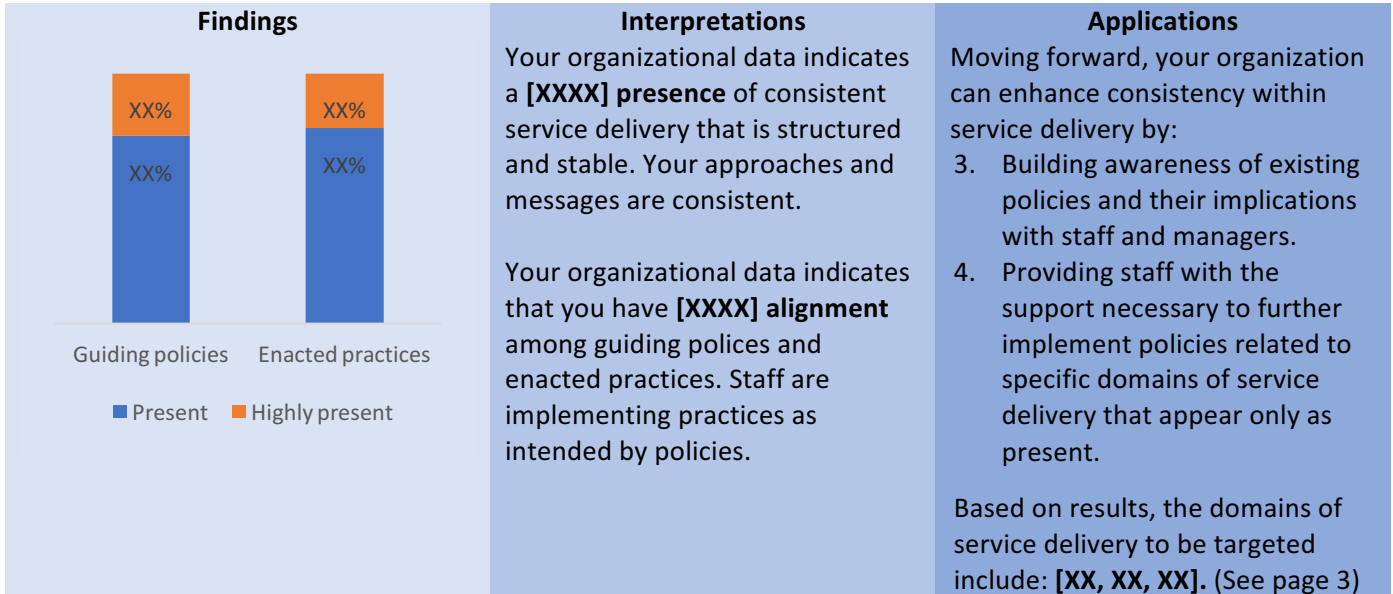 Findings
XX%
XX%
XX%
XX%
Guiding policies
Enacted practices
Present
Highly present
Interpretations
Your organizational data indicates
a [XXXX] presence of consistent
service delivery that is structured
and stable. Your approaches and
messages are consistent.
Your organizational data indicates
that you have [XXXX] alignment
among guiding polices and
enacted practices. Staff are
implementing practices as
intended by policies.
Applications
Moving forward, your organization
can enhance consistency within
service delivery by:
3. Building awareness of existing
policies and their implications
with staff and managers.
4. Providing staff with the
support necessary to further
implement policies related to
specific domains of service
delivery that appear only as
present.
Based on results, the domains of
service delivery to be targeted
include: [XX, XX, XX]. (See page 3)